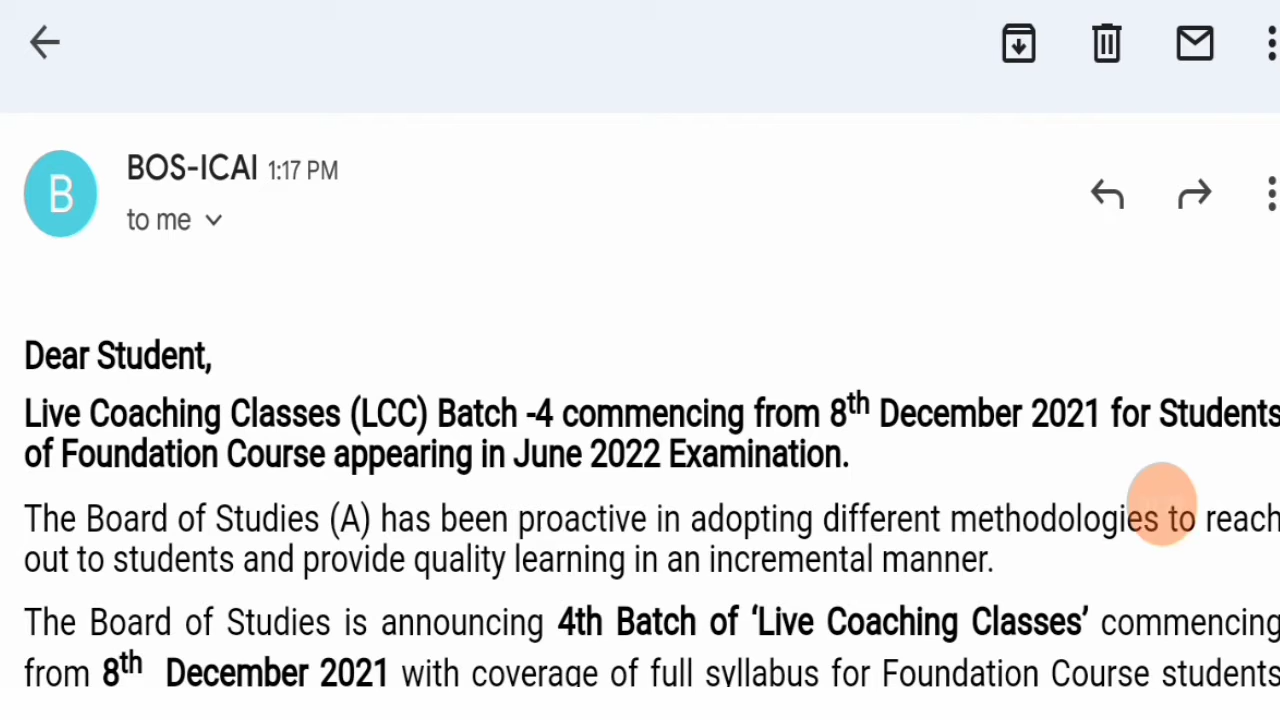 B
BOS-ICAI 1:17 PM
to me
Dear Student,
Live Coaching Classes (LCC) Batch -4 commencing from 8th December 2021 for Students
of Foundation Course appearing in June 2022 Examination.
The Board of Studies (A) has been proactive in adopting different methodologies to reach
out to students and provide quality learning in an incremental manner.
The Board of Studies is announcing 4th Batch of ‘Live Coaching Classes’ commencing
from 8th December 2021 with coverage of full syllabus for Foundation Course students